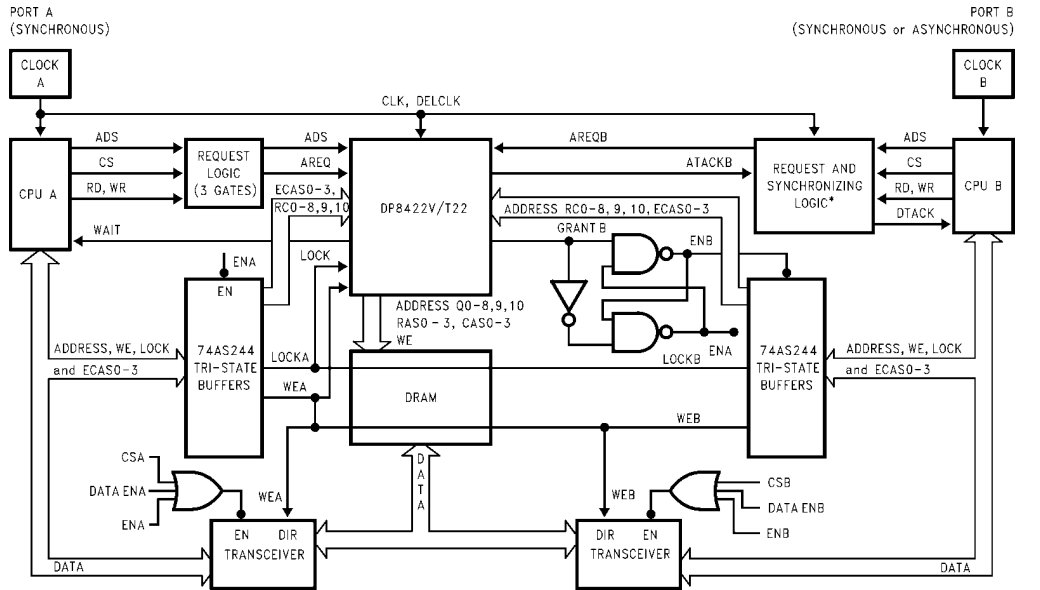 PORT A
(SYNCHRONOUS)
PORT B
(SYNCHRONOUS or ASYNCHRONOUS)
CLOCK
A
CLOCK
B
CLK, DELCLK
CPU A
ADS
CS
RD, WR
WAIT
REQUEST
LOGIC
(3 GATES)
ADS
AREQ
ECAS0-3,
RC0-8,9,10
DP8422V/T22
AREQB
ATACKB
ADDRESS RC0-8, 9, 10, ECAS0-3
GRANT B
REQUEST AND
SYNCHRONIZING
LOGIC*
ADS
CS
RD, WR
DTACK
CPU B
ENA
EN
LOCK
ENB
ENA
ADDRESS Q0-8,9,10
RAS0-3, CAS0-3
WE
ADDRESS, WE, LOCK
and ECAS0-3
74AS244
TRI-STATE
BUFFERS
LOCKA
WEA
DRAM
LOCKB
WEB
74AS244
TRI-STATE
BUFFERS
ADDRESS, WE, LOCK
and ECAS0-3
CSA
DATA ENA
ENA
WEA
DATA
WEB
CSB
DATA ENB
ENB
EN DIR
TRANSCEIVER
DIR EN
TRANSCEIVER
DATA
DATA